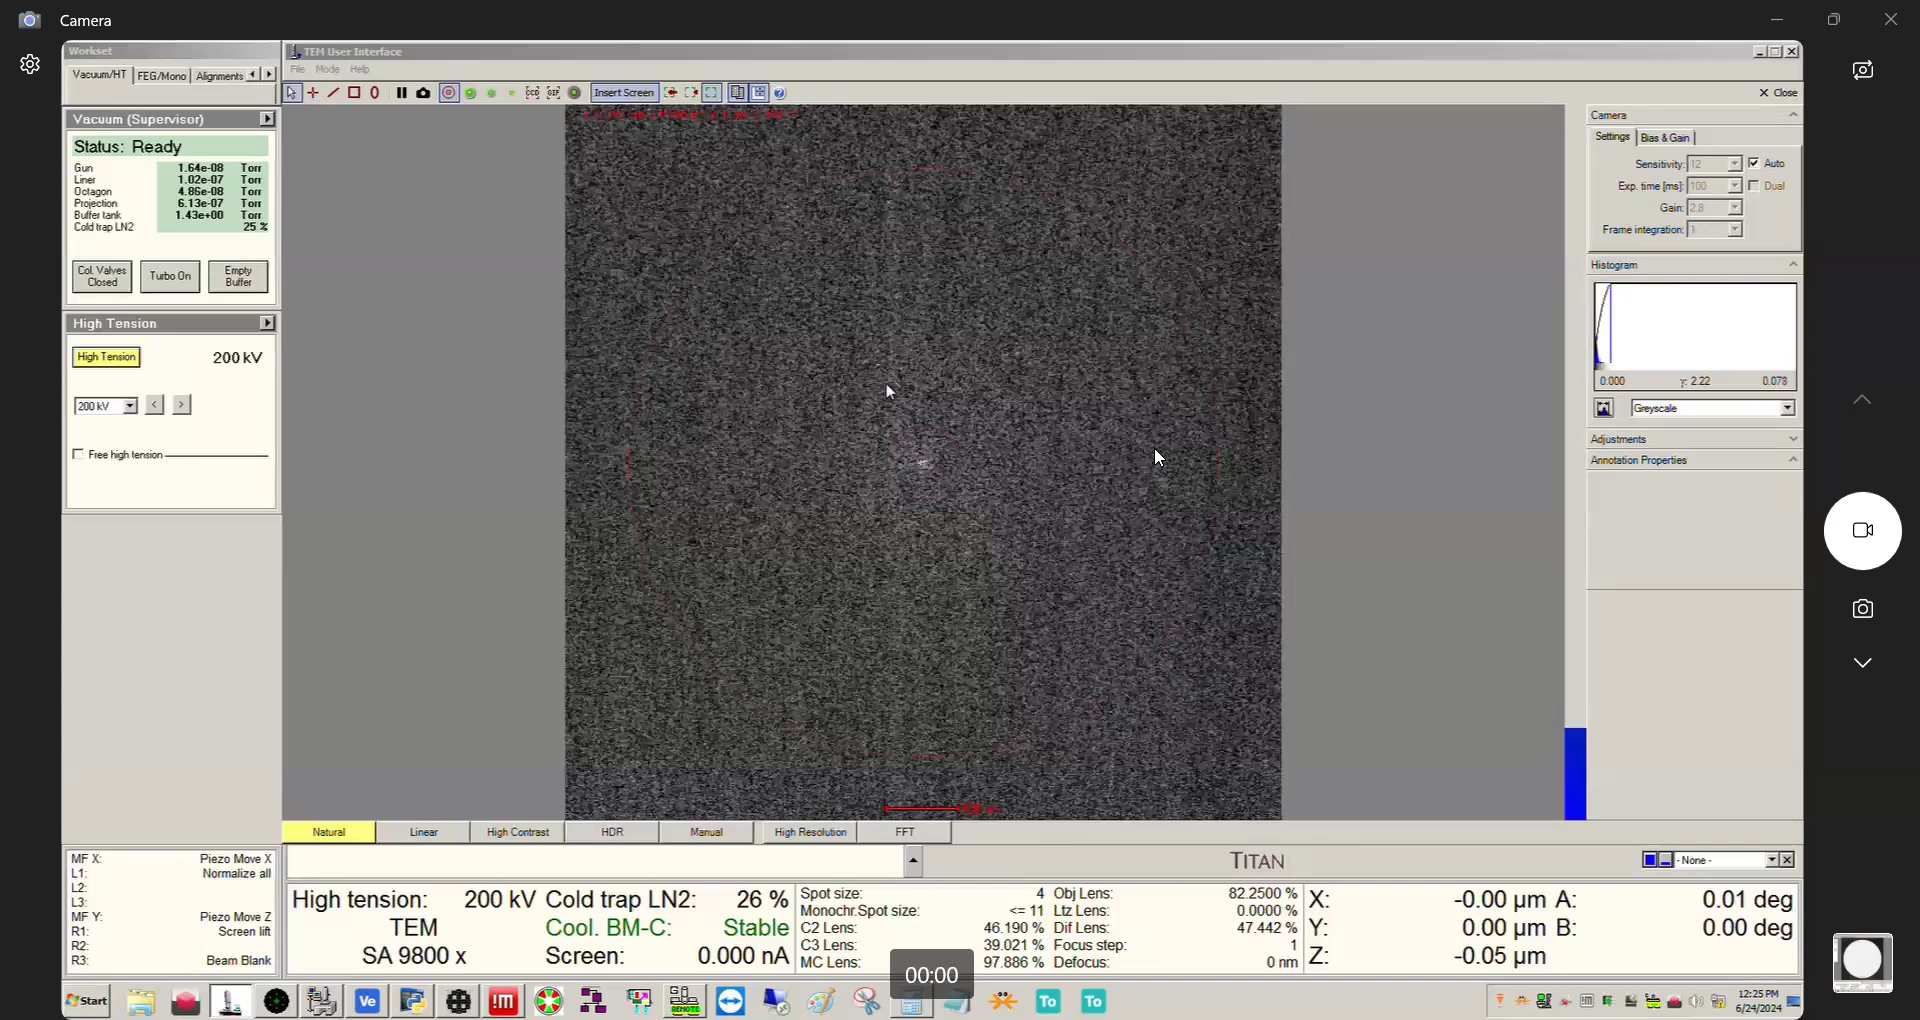 Camera
Workset
Vacuum/HT FEG/Mono Alignments
TEM User Interface
File Mode Help
Insert Screen
Close
Vacuum (Supervisor)
Status: Ready
Gun 1.64e-08 Torr
Liner 1.02e-07 Torr
Octagon 4.86e-08 Torr
Projection 6.13e-07 Torr
Buffer tank 1.43e+00 Torr
Cold trap LN2 25 %
Col. Valves Closed
Turbo On
Empty Buffer
High Tension
High Tension 200 kV
200 kV < >
Free high tension
Camera
Settings Bias & Gain
Sensitivity: 12 Auto
Exp. time [ms]: 100 Dual
Gain: 2.8
Frame integration: 1
Histogram
0.000 γ: 2.22 0.078
Greyscale
Adjustments
Annotation Properties
Natural Linear High Contrast HDR Manual High Resolution FFT
TITAN
- None -
MF X: Piezo Move X
L1: Normalize all
L2:
L3:
MF Y: Piezo Move Z
R1: Screen lift
R2:
R3: Beam Blank
High tension: 200 kV
TEM
SA 9800 x
Cold trap LN2: 26 %
Cool. BM-C: Stable
Screen: 0.000 nA
Spot size: 4
Monochr.Spot size: <= 11
C2 Lens: 46.190 %
C3 Lens: 39.021 %
MC Lens: 97.886 %
Obj Lens: 82.2500 %
Ltz Lens: 0.0000 %
Dif Lens: 47.442 %
Focus step: 1
Defocus: 0 nm
X: -0.00 µm A: 0.01 deg
Y: 0.00 µm B: 0.00 deg
Z: -0.05 µm
00:00
Start
Ve
!M
REMOTE
To
To
12:25 PM
6/24/2024